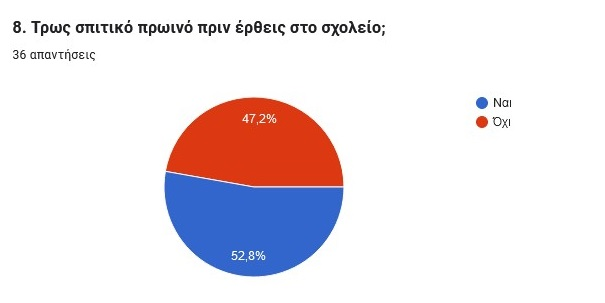 8. Τρως σπιτικό πρωινό πριν έρθεις στο σχολείο;
36 απαντήσεις
Ναι
Όχι
47,2%
52,8%